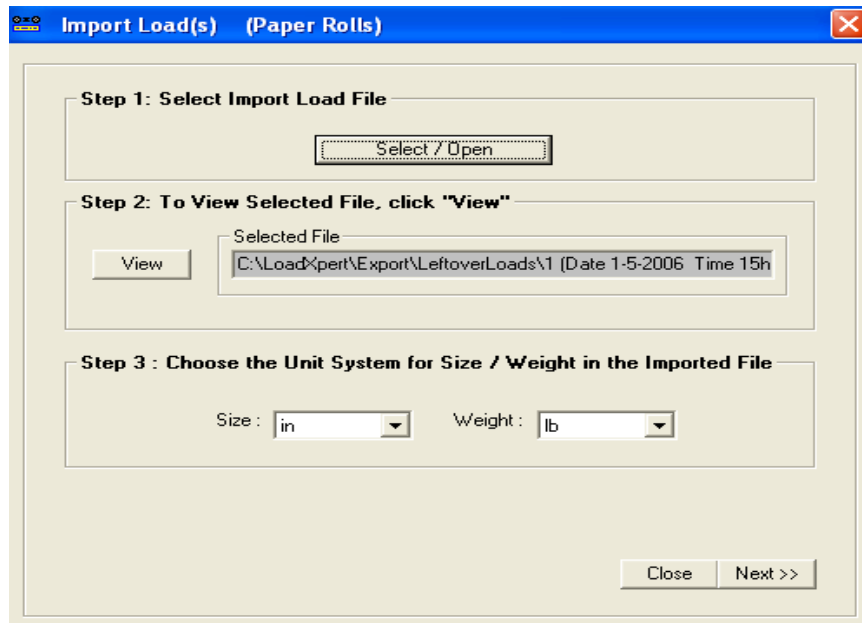 Import Load(s) (Paper Rolls)
Step 1: Select Import Load File
Select / Open
Step 2: To View Selected File, click "View"
Selected File
View
C:\LoadXpert\Export\LeftoverLoads\1 (Date 1-5-2006 Time 15h
Step 3 : Choose the Unit System for Size / Weight in the Imported File
Size : in Weight : lb
Close Next >>